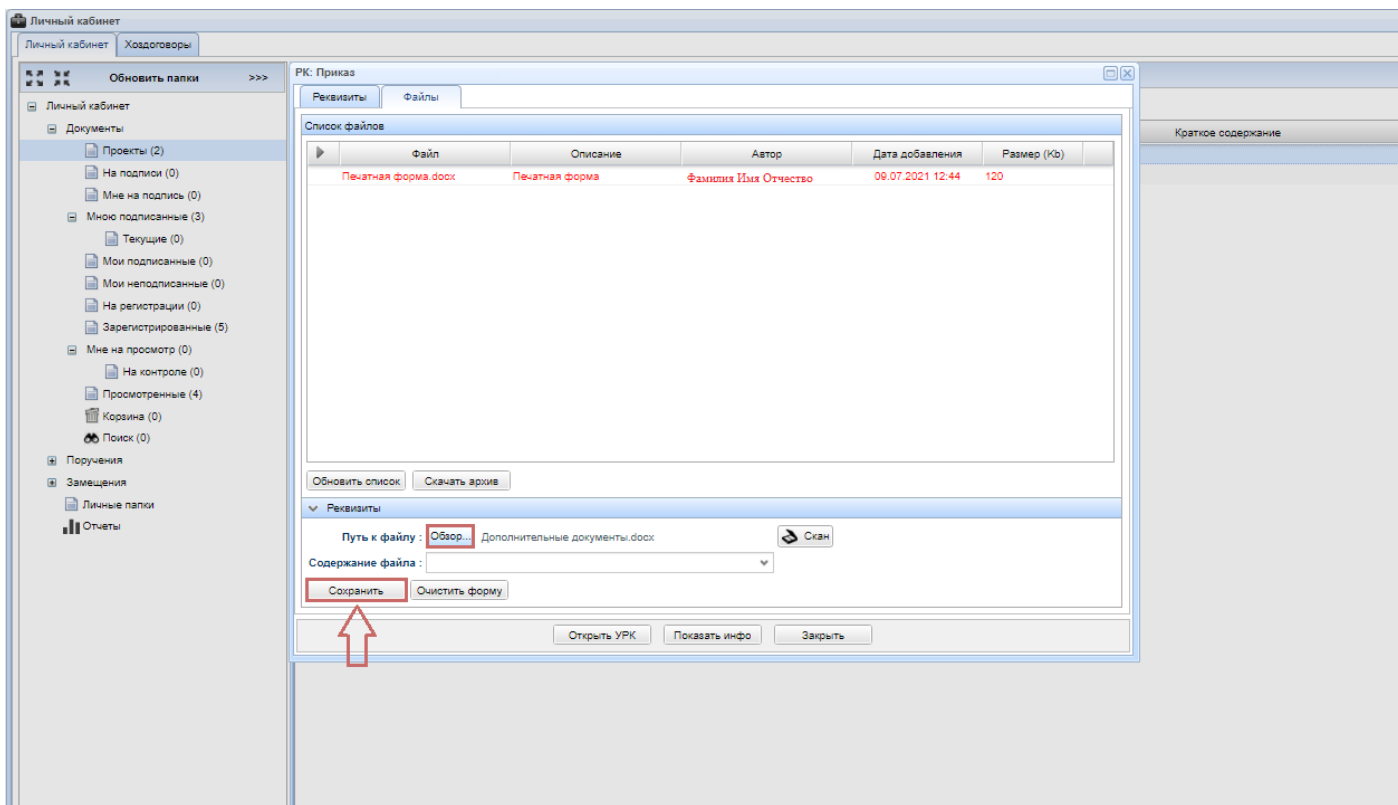 Личный кабинет
Личный кабинет Хоздоговоры
Обновить папки >>>
Личный кабинет
Документы
Проекты (2)
На подписи (0)
Мне на подпись (0)
Мною подписанные (3)
Текущие (0)
Мои подписанные (0)
Мои неподписанные (0)
На регистрации (0)
Зарегистрированные (5)
Мне на просмотр (0)
На контроле (0)
Просмотренные (4)
Корзина (0)
Поиск (0)
Поручения
Замещения
Личные папки
Отчеты
РК: Приказ
Реквизиты Файлы
Список файлов
Файл Описание Автор Дата добавления Размер (Kb)
Печатная форма.docx Печатная форма Фамилия Имя Отчество 09.07.2021 12:44 120
Обновить список Скачать архив
Реквизиты
Путь к файлу : Обзор... Дополнительные документы.docx Скан
Содержание файла :
Сохранить Очистить форму
Открыть УРК Показать инфо Закрыть
Краткое содержание